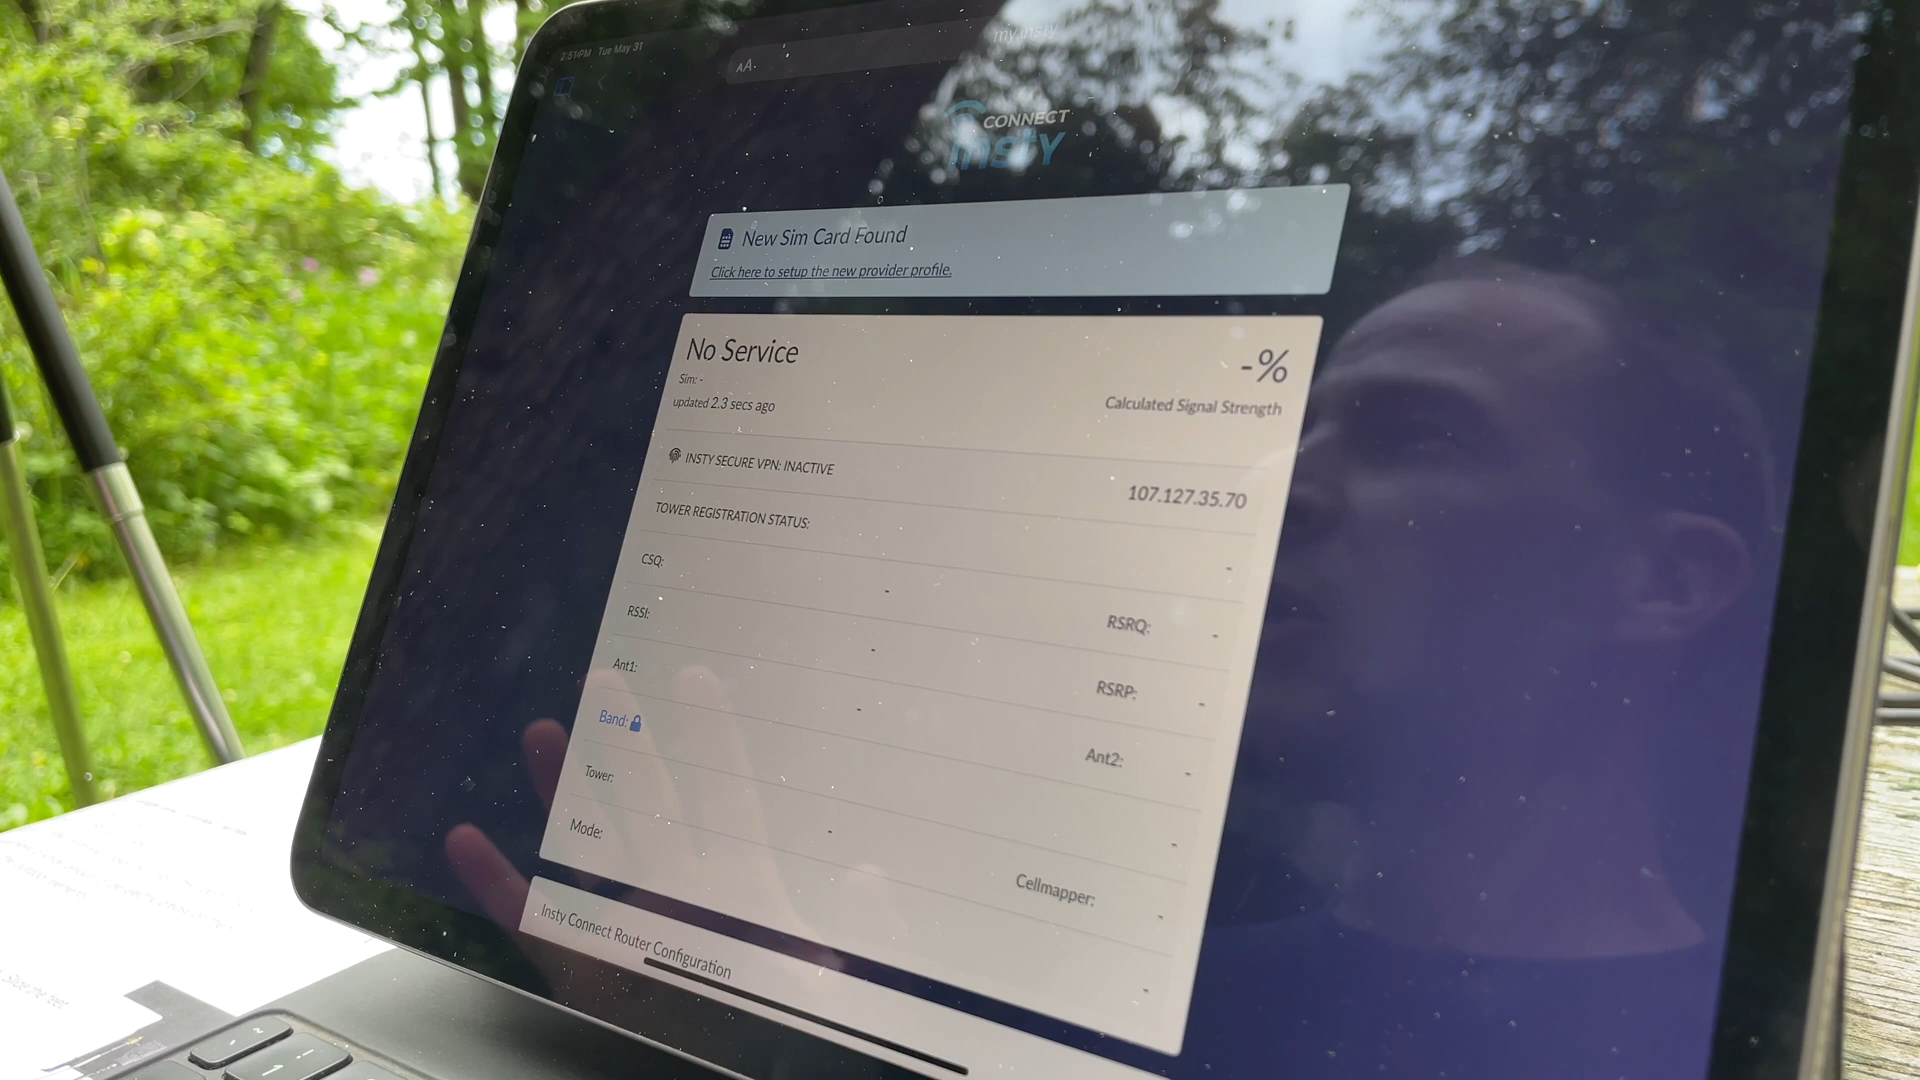 2:51 PM Tue May 31
my.insty
AA
CONNECT
insty
New Sim Card Found
Click here to setup the new provider profile.
No Service
-%
Sim: -
Calculated Signal Strength
updated 2.3 secs ago
INSTY SECURE VPN: INACTIVE
107.127.35.70
TOWER REGISTRATION STATUS:
-
CSQ:
-
RSRQ:
-
RSSI:
-
RSRP:
-
Ant1:
-
Ant2:
-
Band:
-
Tower:
-
Cellmapper:
-
Mode:
-
Insty Connect Router Configuration